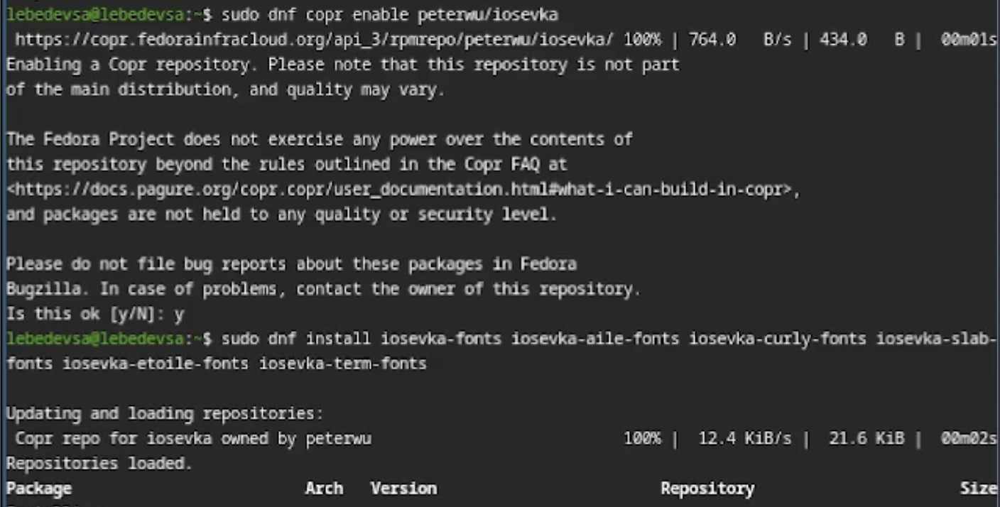 lebedevsa@lebedevsa:~$ sudo dnf copr enable peterwu/iosevka
https://copr.fedorainfracloud.org/api_3/rpmrepo/peterwu/iosevka/ 100% | 764.0   B/s | 434.0   B |  00m01s
Enabling a Copr repository. Please note that this repository is not part
of the main distribution, and quality may vary.

The Fedora Project does not exercise any power over the contents of
this repository beyond the rules outlined in the Copr FAQ at
<https://docs.pagure.org/copr.copr/user_documentation.html#what-i-can-build-in-copr>,
and packages are not held to any quality or security level.

Please do not file bug reports about these packages in Fedora
Bugzilla. In case of problems, contact the owner of this repository.
Is this ok [y/N]: y
lebedevsa@lebedevsa:~$ sudo dnf install iosevka-fonts iosevka-aile-fonts iosevka-curly-fonts iosevka-slab-
fonts iosevka-etoile-fonts iosevka-term-fonts

Updating and loading repositories:
Copr repo for iosevka owned by peterwu                           100% |  12.4 KiB/s |  21.6 KiB |  00m02s
Repositories loaded.
Package                         Arch   Version                        Repository                      Size